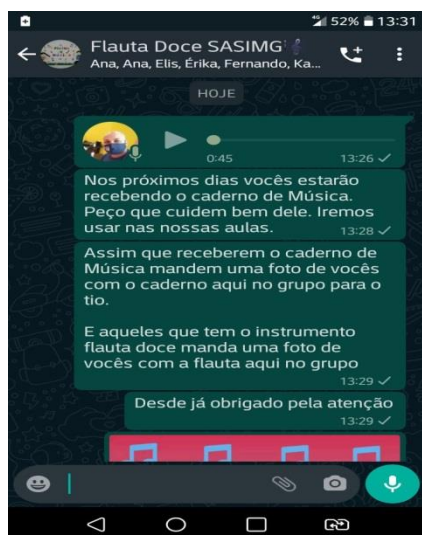 4G 52% 13:31
Flauta Doce SASIMG
Ana, Ana, Elis, Érika, Fernando, Ka...
HOJE
0:45 13:26
Nos próximos dias vocês estarão
recebendo o caderno de Música.
Peço que cuidem bem dele. Iremos
usar nas nossas aulas. 13:28
Assim que receberem o caderno de
Música mandem uma foto de vocês
com o caderno aqui no grupo para o
tio.
E aqueles que tem o instrumento
flauta doce manda uma foto de
vocês com a flauta aqui no grupo
13:29
Desde já obrigado pela atenção
13:29